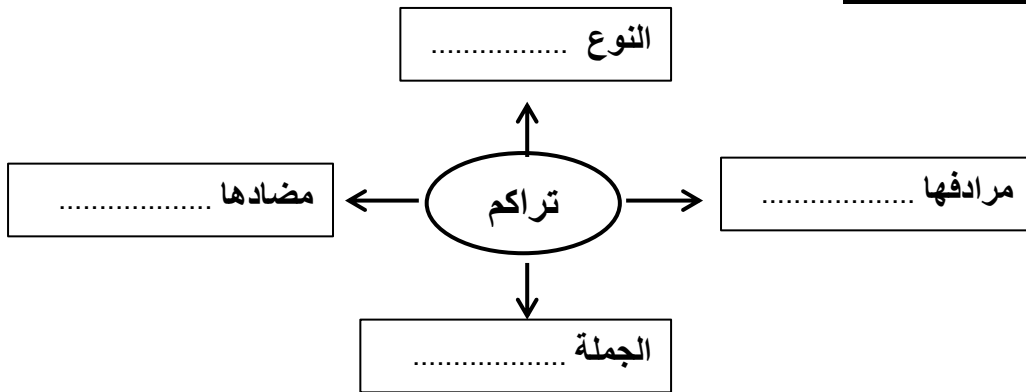 النوع .................
مرادفها ...................
تراكم
مضادها ...................
الجملة ...................